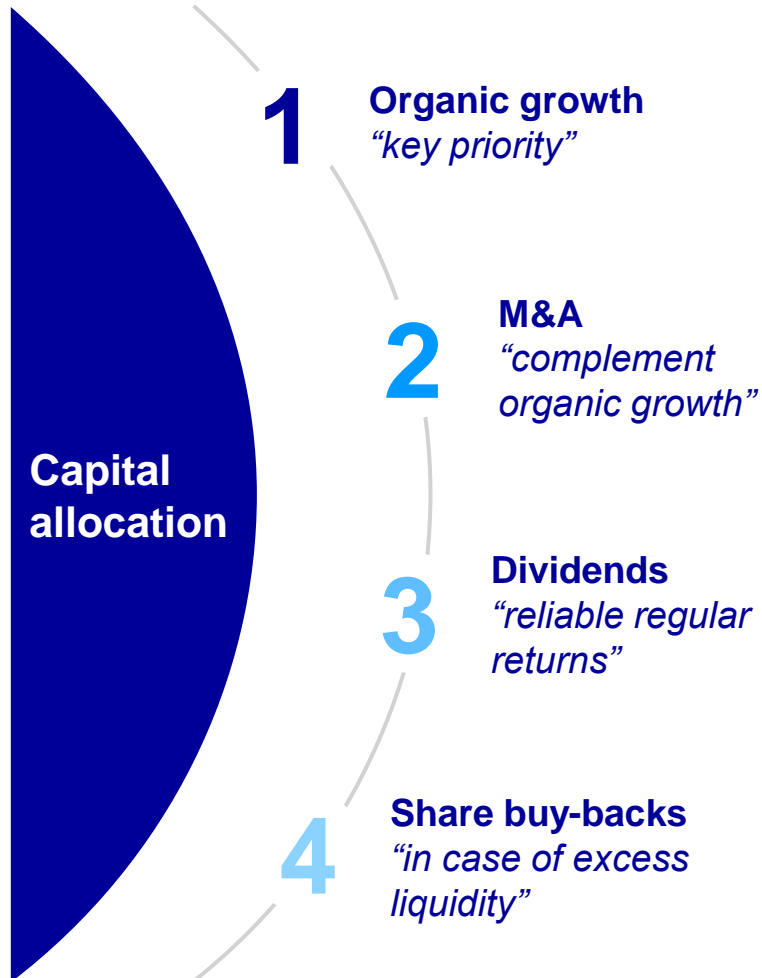 1
Organic growth
“key priority”
2
M&A
“complement
organic growth”
Capital
allocation
3
Dividends
“reliable regular
returns”
4
Share buy-backs
“in case of excess
liquidity”